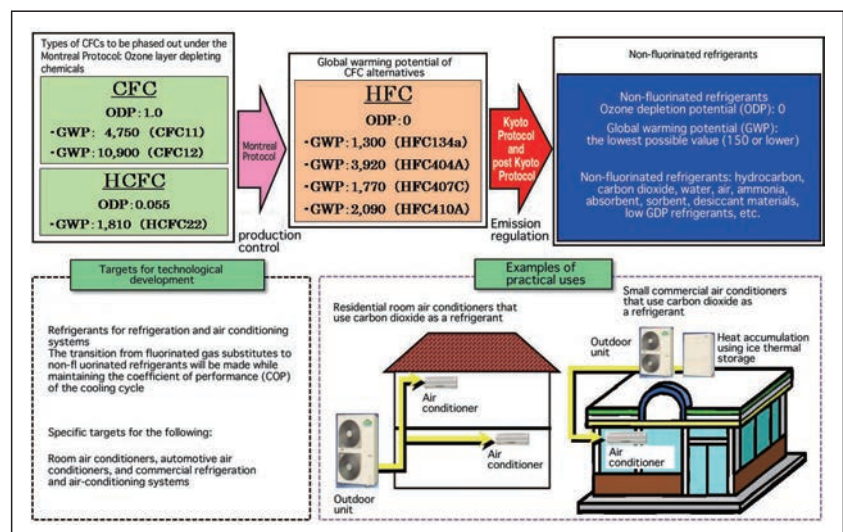 Types of CFCs to be phased out under the
Montreal Protocol: Ozone layer depleting
chemicals
CFC
ODP: 1.0
・GWP: 4,750 (CFC11)
・GWP: 10,900 (CFC12)
HCFC
ODP: 0.055
・GWP: 1,810 (HCFC22)
Montreal
Protocol
production
control
Global warming potential of
CFC alternatives
HFC
ODP: 0
・GWP: 1,300 (HFC134a)
・GWP: 3,920 (HFC404A)
・GWP: 1,770 (HFC407C)
・GWP: 2,090 (HFC410A)
Kyoto
Protocol
and post
Kyoto
Protocol
Emission
regulation
Non-fluorinated refrigerants
Non-fluorinated refrigerants
Ozone depletion potential (ODP): 0
Global warming potential (GWP):
the lowest possible value (150 or lower)
Non-fluorinated refrigerants: hydrocarbon,
carbon dioxide, water, air, ammonia,
absorbent, sorbent, desiccant materials,
low GDP refrigerants, etc.
Targets for technological
development
Refrigerants for refrigeration and air conditioning
systems
The transition from fluorinated gas substitutes to
non-fl uorinated refrigerants will be made while
maintaining the coefficient of performance (COP)
of the cooling cycle
Specific targets for the following:
Room air conditioners, automotive air
conditioners, and commercial refrigeration
and air-conditioning systems
Examples of
practical uses
Residential room air conditioners that
use carbon dioxide as a refrigerant
Air
conditioner
Air
conditioner
Outdoor
unit
Small commercial air conditioners
that use carbon dioxide as
a refrigerant
Outdoor
unit
Heat accumulation
using ice thermal
storage
Air
conditioner